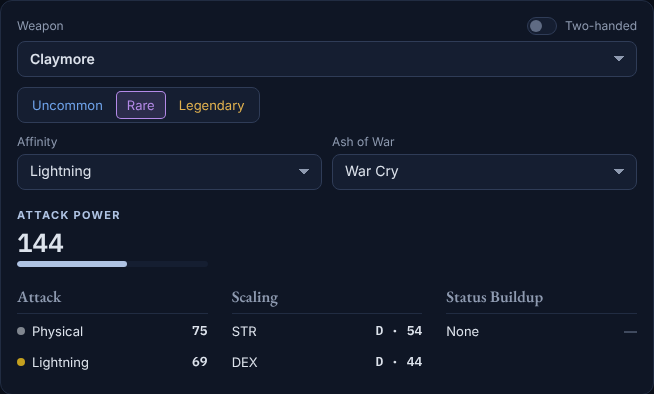 Weapon Two-handed
Claymore
Uncommon Rare Legendary
Affinity Ash of War
Lightning War Cry
ATTACK POWER
144
Attack Scaling Status Buildup
Physical 75 STR D · 54 None —
Lightning 69 DEX D · 44